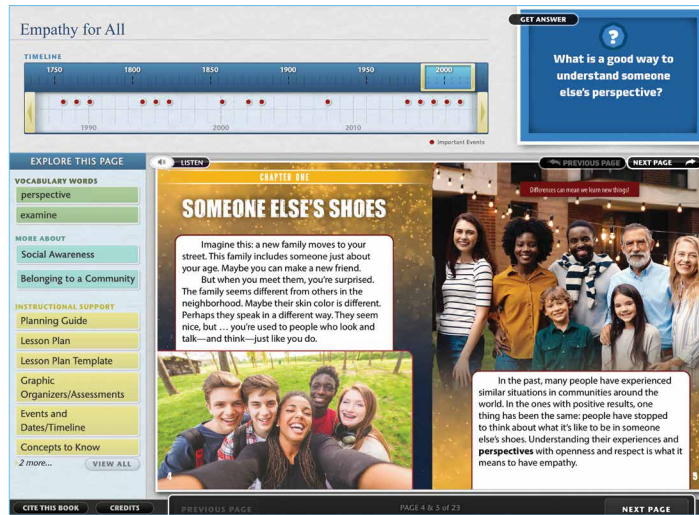 Empathy for All
GET ANSWER
?
What is a good way to
understand someone
else's perspective?
TIMELINE
1750 1800 1850 1900 1950 2000
1990 2000 2010
Important Events
EXPLORE THIS PAGE
VOCABULARY WORDS
perspective
examine
MORE ABOUT
Social Awareness
Belonging to a Community
INSTRUCTIONAL SUPPORT
Planning Guide
Lesson Plan
Lesson Plan Template
Graphic
Organizers/Assessments
Events and
Dates/Timeline
Concepts to Know
2 more...
VIEW ALL
LISTEN
PREVIOUS PAGE
NEXT PAGE
CHAPTER ONE
SOMEONE ELSE'S SHOES
Imagine this: a new family moves to your
street. This family includes someone just about
your age. Maybe you can make a new friend.
But when you meet them, you're surprised.
The family seems different from others in the
neighborhood. Maybe their skin color is different.
Perhaps they speak in a different way. They seem
nice, but ... you're used to people who look and
talk—and think—just like you do.
4
Differences can mean we learn new things!
In the past, many people have experienced
similar situations in communities around the
world. In the ones with positive results, one
thing has been the same: people have stopped
to think about what it's like to be in someone
else's shoes. Understanding their experiences and
perspectives with openness and respect is what it
means to have empathy.
5
CITE THIS BOOK
CREDITS
PREVIOUS PAGE
PAGE 4 & 5 of 23
NEXT PAGE